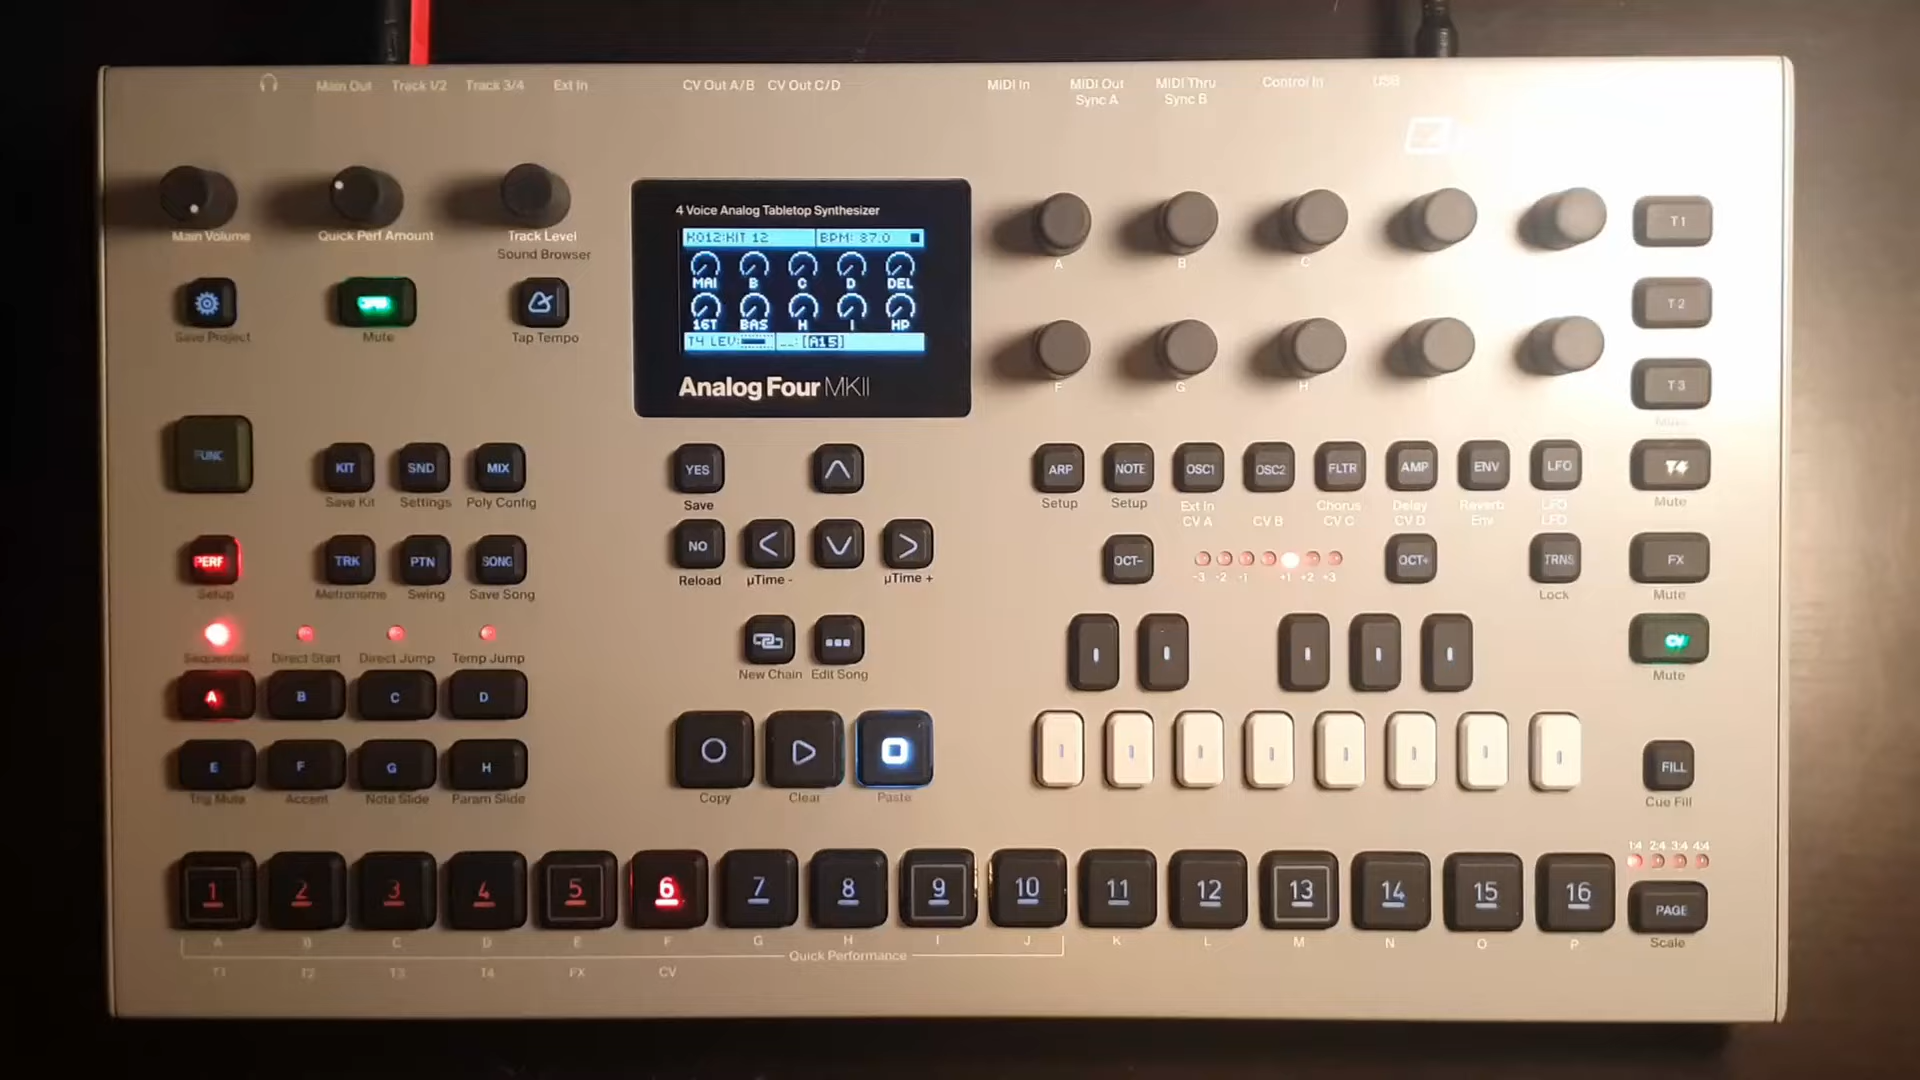 Main Out Track 1/2 Track 3/4 Ext In CV Out A/B CV Out C/D MIDI In MIDI Out MIDI Thru Control In USB
Sync A Sync B
Main Volume Quick Perf Amount Track Level
Sound Browser
4 Voice Analog Tabletop Synthesizer
K012:KIT 12 BPM: 87.0
MAI B C D DEL
16T BAS H I HP
T4 LEV: __:[A15]
Analog Four MKII
Save Project Mute Tap Tempo
A B C
F G H
T1
T2
T3
Mute
T4
Mute
FUNC
KIT SND MIX
Save Kit Settings Poly Config
PERF TRK PTN SONG
Setup Metronome Swing Save Song
Sequential Direct Start Direct Jump Temp Jump
A B C D
E F G H
Trig Mute Accent Note Slide Param Slide
YES
Save
NO
Reload µTime - µTime +
New Chain Edit Song
Copy Clear Paste
ARP NOTE OSC1 OSC2 FLTR AMP ENV LFO
Setup Setup Ext In Chorus Delay Reverb LFO
CV A CV B CV C CV D Env LFO
OCT- OCT+ TRNS
-3 -2 -1 +1 +2 +3 Lock
FX
Mute
CV
Mute
FILL
Cue Fill
1:4 2:4 3:4 4:4
PAGE
Scale
1 2 3 4 5 6 7 8 9 10 11 12 13 14 15 16
A B C D E F G H I J K L M N O P
Quick Performance
T1 T2 T3 T4 FX CV